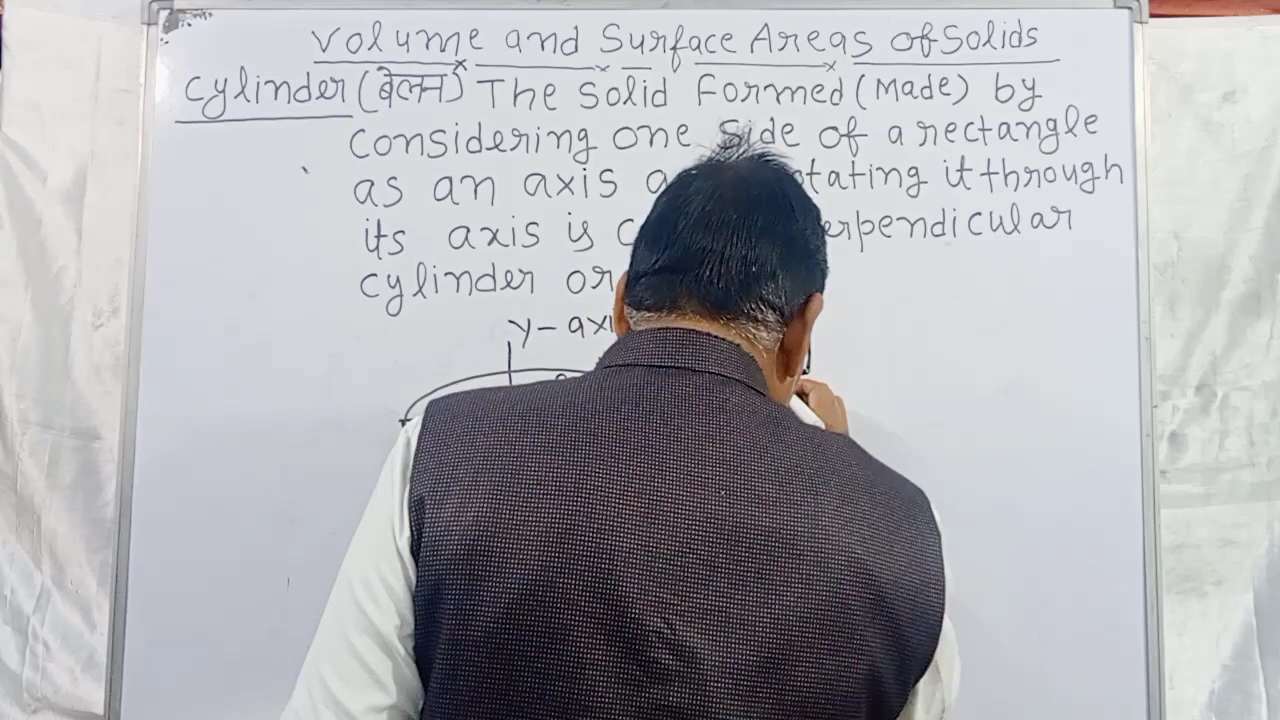 Volume and Surface Areas of Solids
Cylinder (बेलन) The Solid Formed (Made) by
considering one side of a rectangle
as an axis tating it through
its axis is erpendicular
cylinder or
y-axi